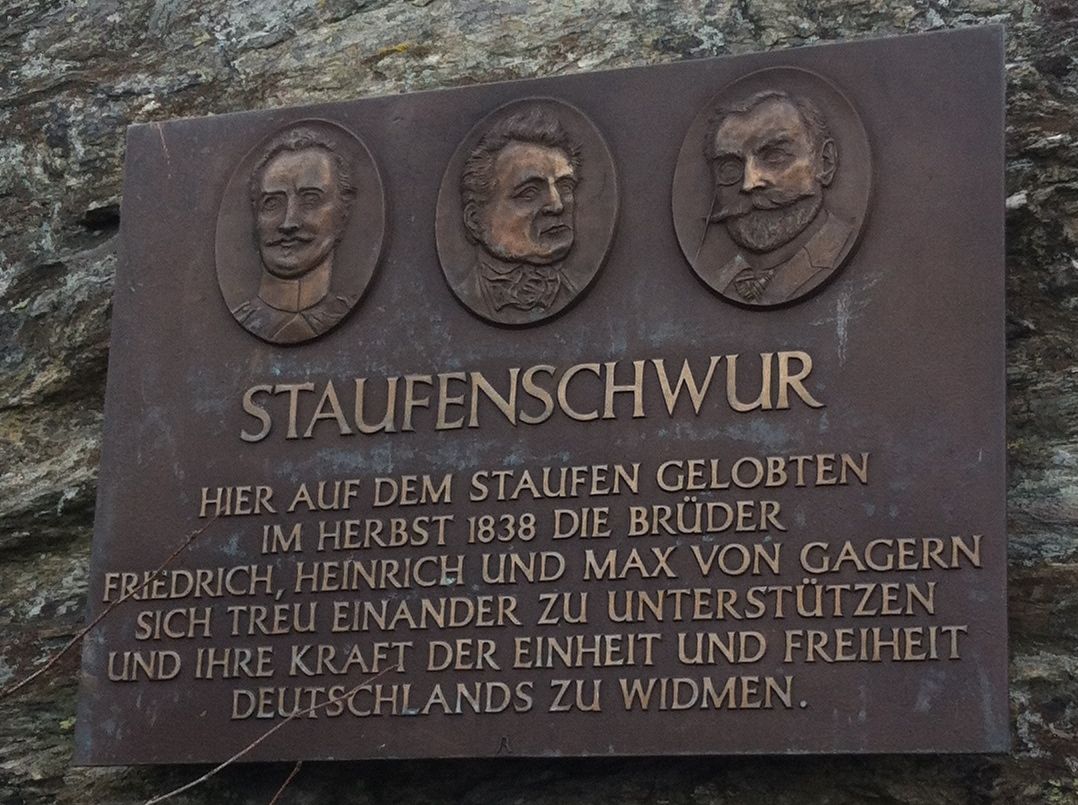 STAUFENSCHWUR
HIER AUF DEM STAUFEN GELOBTEN
IM HERBST 1838 DIE BRÜDER
FRIEDRICH, HEINRICH UND MAX VON GAGERN
SICH TREU EINANDER ZU UNTERSTÜTZEN
UND IHRE KRAFT DER EINHEIT UND FREIHEIT
DEUTSCHLANDS ZU WIDMEN.